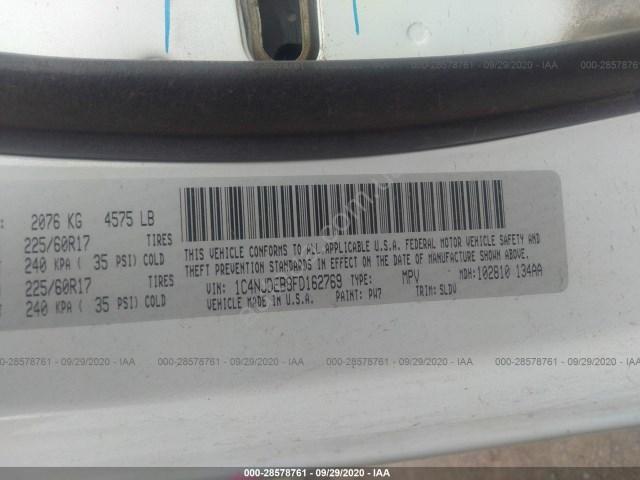 000-28578761 - 09/29/2020 - IAA
2076 KG 4575 LB
225/60R17 TIRES
240 KPA ( 35 PSI) COLD
225/60R17 TIRES
240 KPA ( 35 PSI) COLD
THIS VEHICLE CONFORMS TO ALL APPLICABLE U.S.A. FEDERAL MOTOR VEHICLE SAFETY AND
THEFT PREVENTION STANDARDS IN EFFECT ON THE DATE OF MANUFACTURE SHOWN ABOVE.
VIN: 1C4NJDEB3FD162769 TYPE: MPV MDH: 102810 134AA
VEHICLE MADE IN U.S.A. PAINT: PW7 TRIM: SLDV
000-28578761 - 09/29/2020 - IAA
000-28578761 - 09/29/2020 - IAA